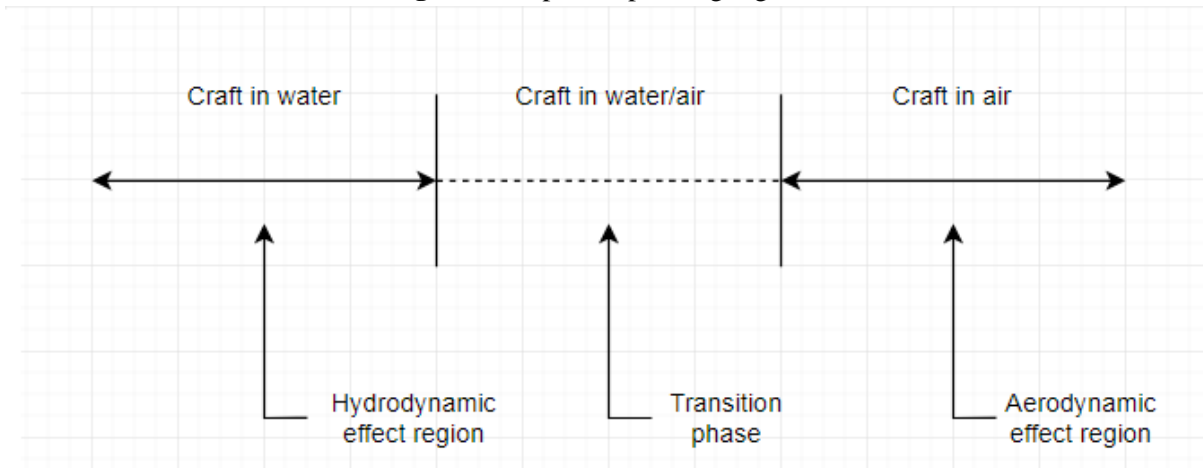 Craft in water
Craft in water/air
Craft in air
Hydrodynamic
effect region
Transition
phase
Aerodynamic
effect region